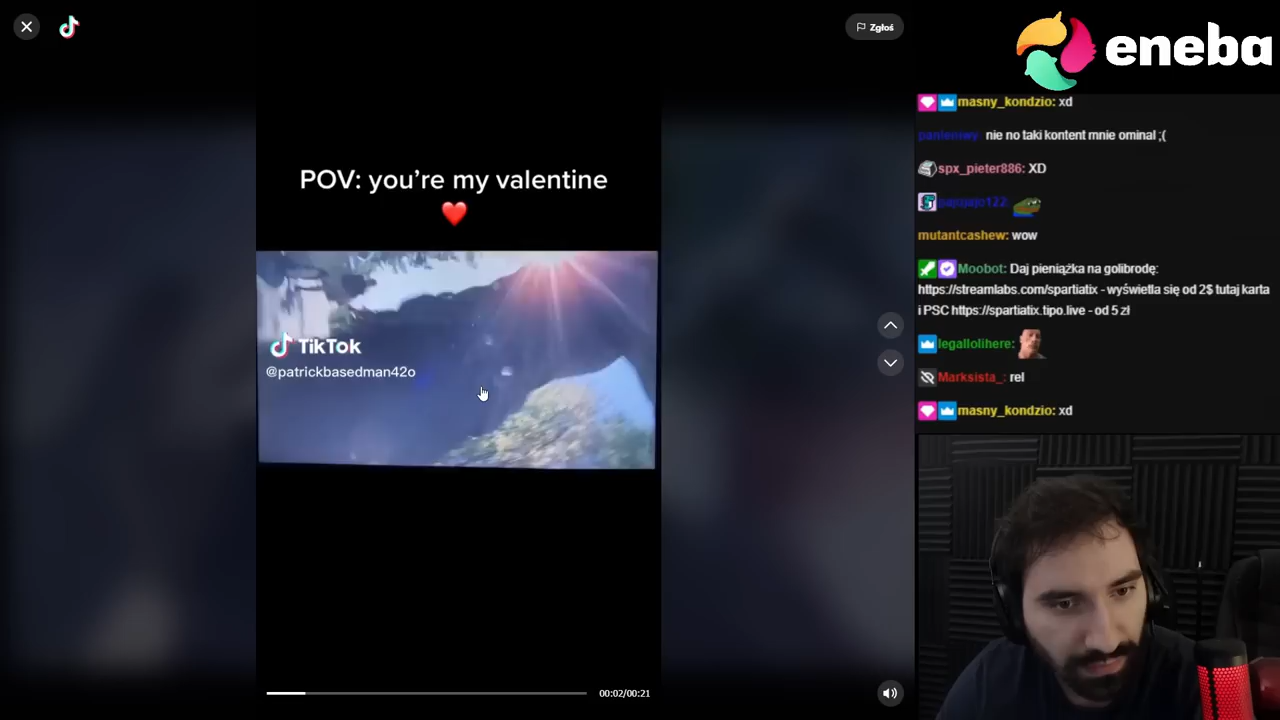 Zgłoś
eneba
POV: you're my valentine
❤️
TikTok
@patrickbasedman42o
00:02/00:21
masny_kondzio: xd
nie no taki kontent mnie ominal ;(
spx_pieter886: XD
mutantcashew: wow
Moobot: Daj pieniążka na golibrodę:
https://streamlabs.com/spartiatix - wyświetla się od 2$ tutaj karta
i PSC https://spartiatix.tipo.live - od 5 zł
legallolihere:
Marksista_: rel
masny_kondzio: xd